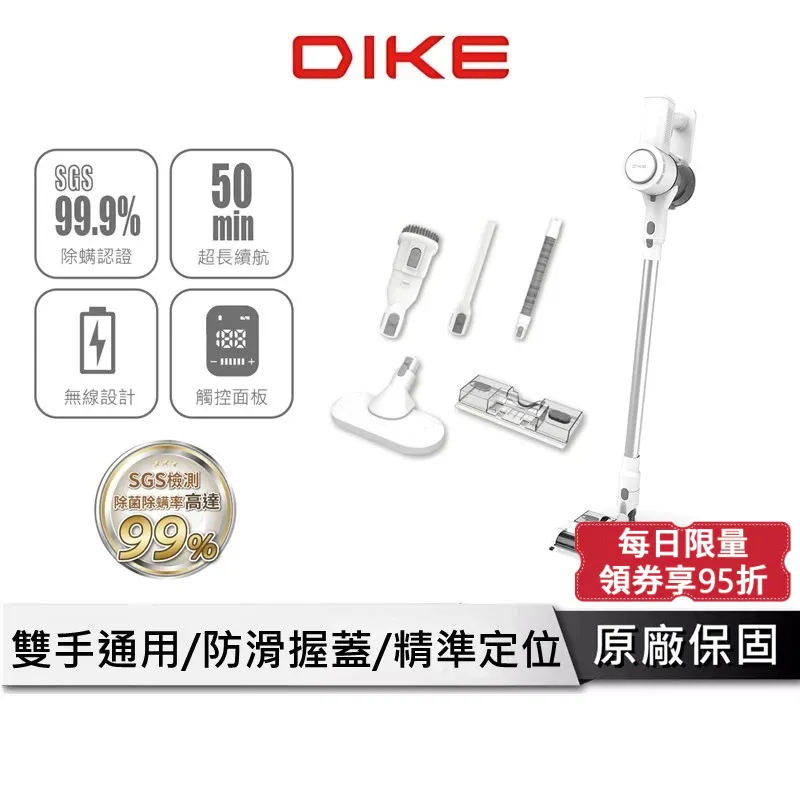 DIKE
SGS
99.9%
除螨認證
50
min
超長續航
無線設計
觸控面板
SGS檢測
除菌除螨率高達
99%
每日限量
領券享95折
雙手通用/防滑握蓋/精準定位
原廠保固